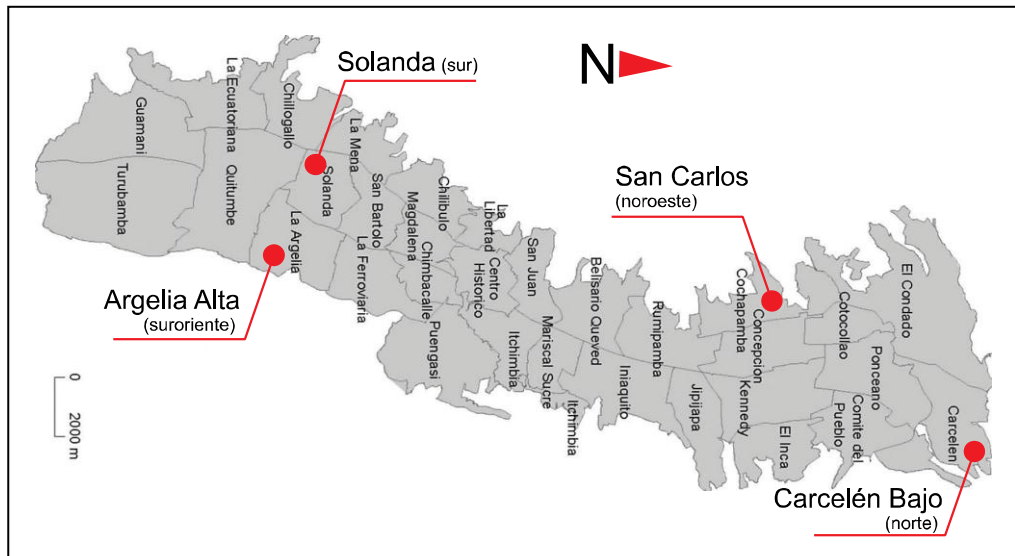 Solanda (sur)
N
San Carlos
(noroeste)
Argelia Alta
(suroriente)
Carcelén Bajo
(norte)
0
2000 m
Guamani
Turubamba
La Ecuatoriana
Quitumbe
Chillogallo
La Argelia
Solanda
La Mena
San Bartolo
La Ferroviaria
Chilibulo
Magdalena
Chimbacalle
Puengasi
La
Libertad
Centro
Historico
San Juan
Itchimbia
Mariscal Sucre
Itchimbia
Belisario Queved
Iniaquito
Rumipamba
Jipijapa
Cochapamba
Concepcion
Kennedy
El Inca
Cotocollao
Ponceano
Comite del
Pueblo
El Condado
Carcelen